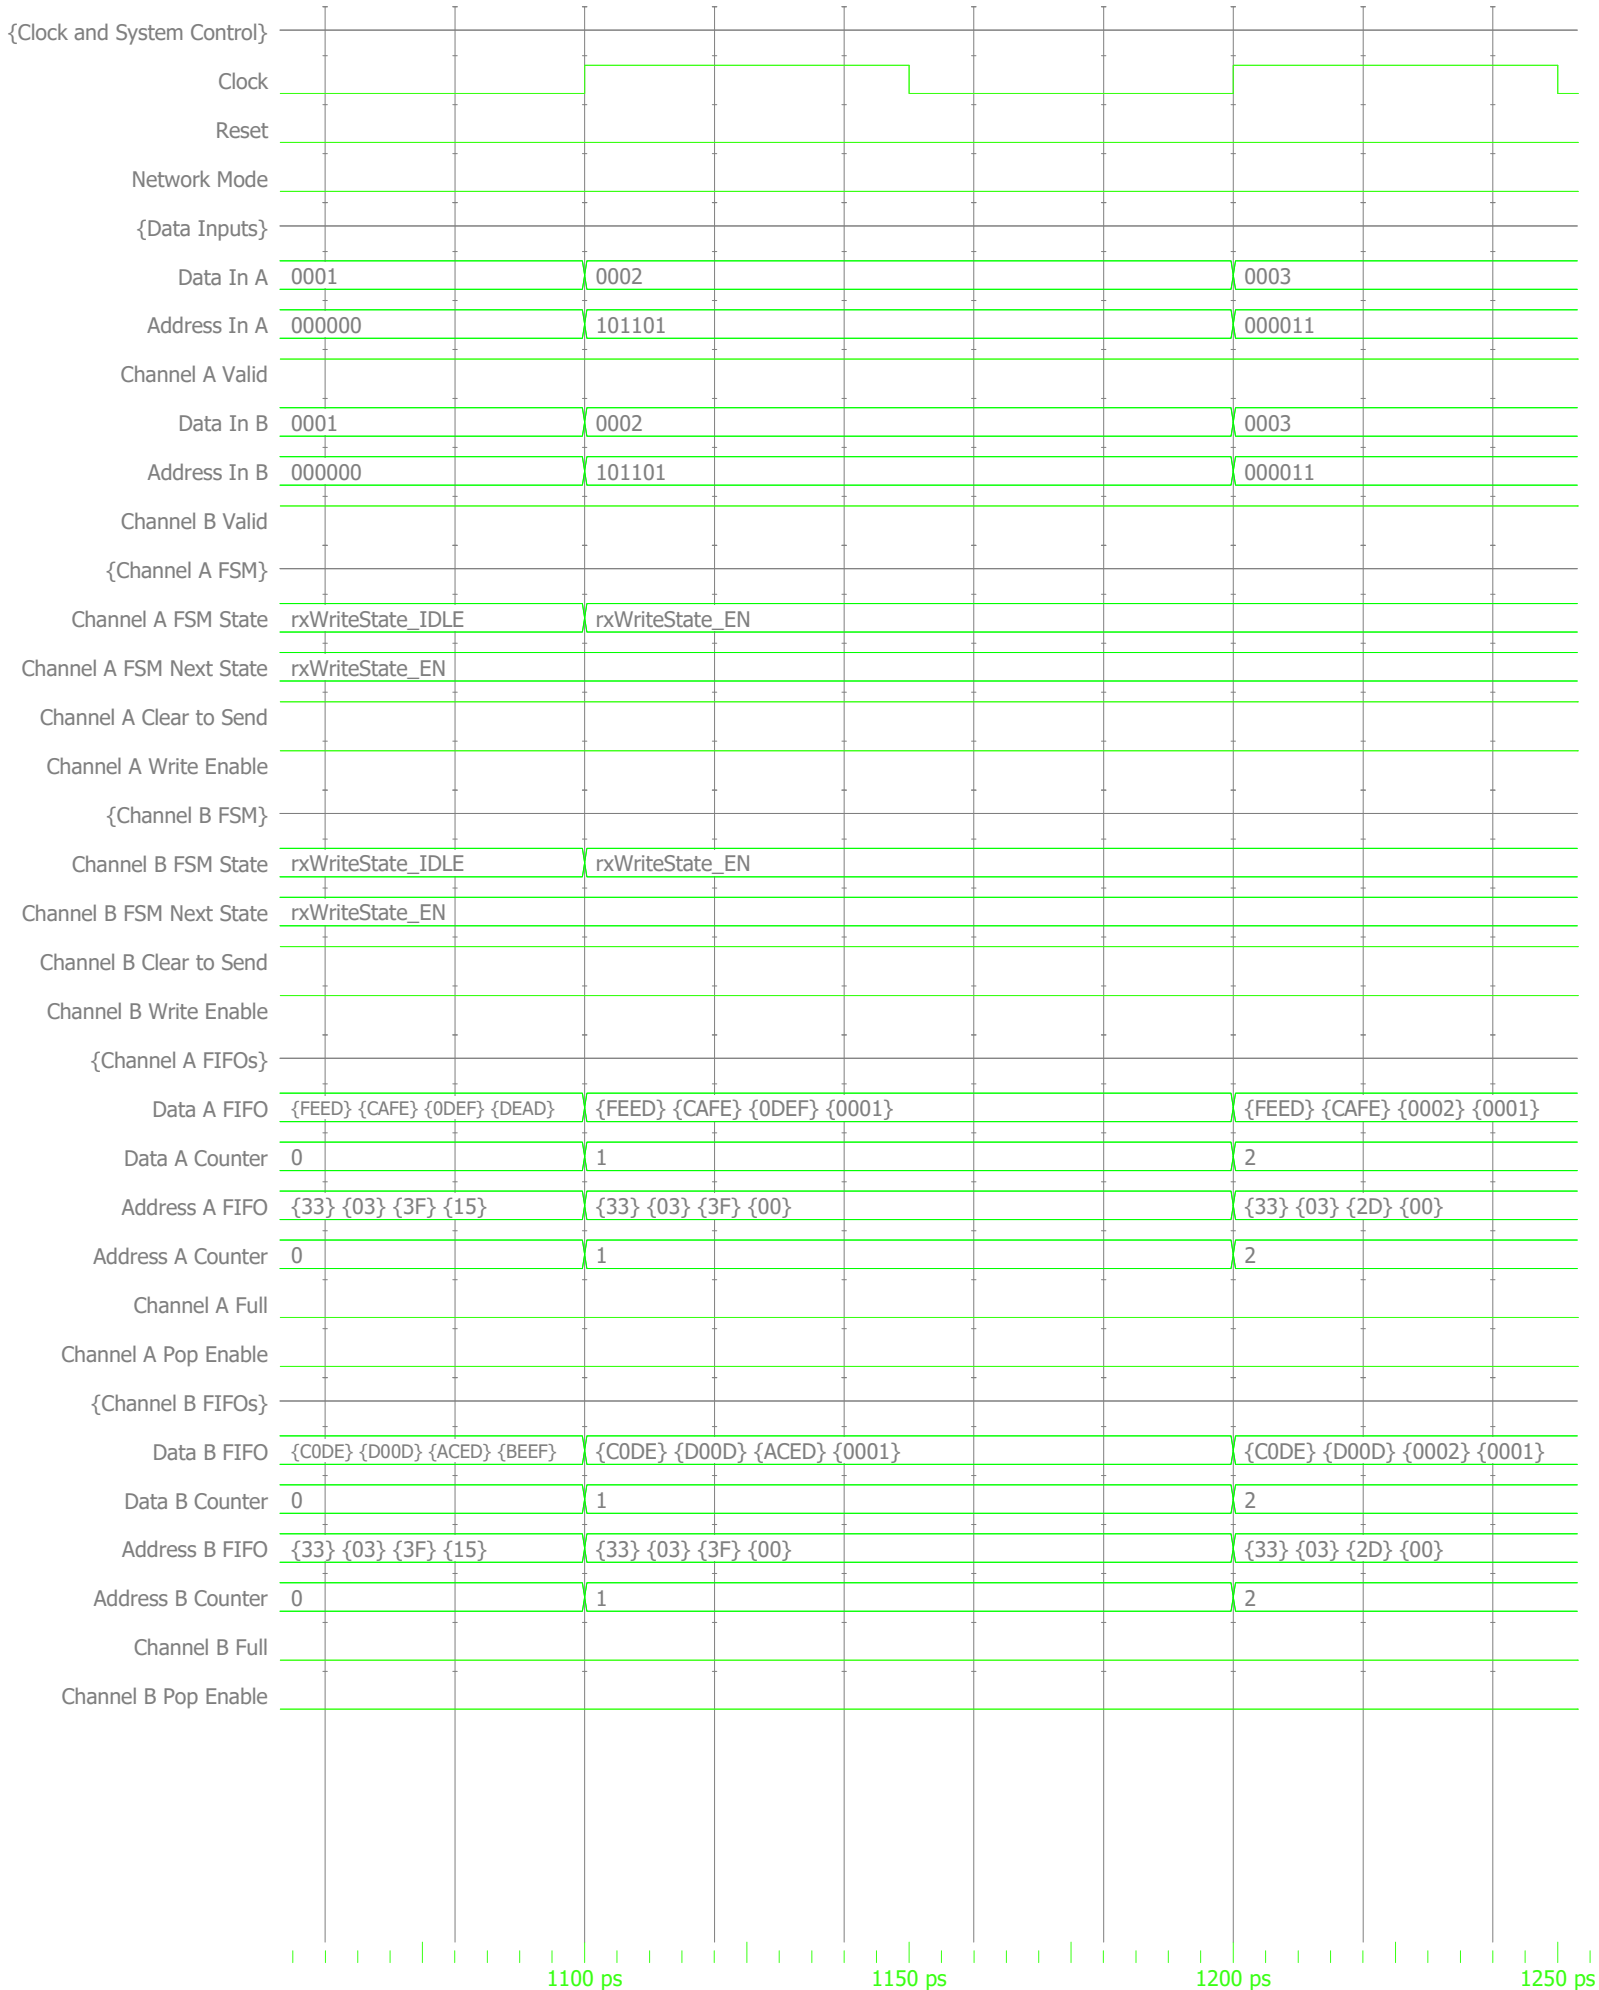 {Clock and System Control}
Clock
Reset
Network Mode
{Data Inputs}
Data In A 0001 0002 0003
Address In A 000000 101101 000011
Channel A Valid
Data In B 0001 0002 0003
Address In B 000000 101101 000011
Channel B Valid
{Channel A FSM}
Channel A FSM State rxWriteState_IDLE rxWriteState_EN
Channel A FSM Next State rxWriteState_EN
Channel A Clear to Send
Channel A Write Enable
{Channel B FSM}
Channel B FSM State rxWriteState_IDLE rxWriteState_EN
Channel B FSM Next State rxWriteState_EN
Channel B Clear to Send
Channel B Write Enable
{Channel A FIFOs}
Data A FIFO {FEED} {CAFE} {0DEF} {DEAD} {FEED} {CAFE} {0DEF} {0001} {FEED} {CAFE} {0002} {0001}
Data A Counter 0 1 2
Address A FIFO {33} {03} {3F} {15} {33} {03} {3F} {00} {33} {03} {2D} {00}
Address A Counter 0 1 2
Channel A Full
Channel A Pop Enable
{Channel B FIFOs}
Data B FIFO {C0DE} {D00D} {ACED} {BEEF} {C0DE} {D00D} {ACED} {0001} {C0DE} {D00D} {0002} {0001}
Data B Counter 0 1 2
Address B FIFO {33} {03} {3F} {15} {33} {03} {3F} {00} {33} {03} {2D} {00}
Address B Counter 0 1 2
Channel B Full
Channel B Pop Enable
1100 ps 1150 ps 1200 ps 1250 ps